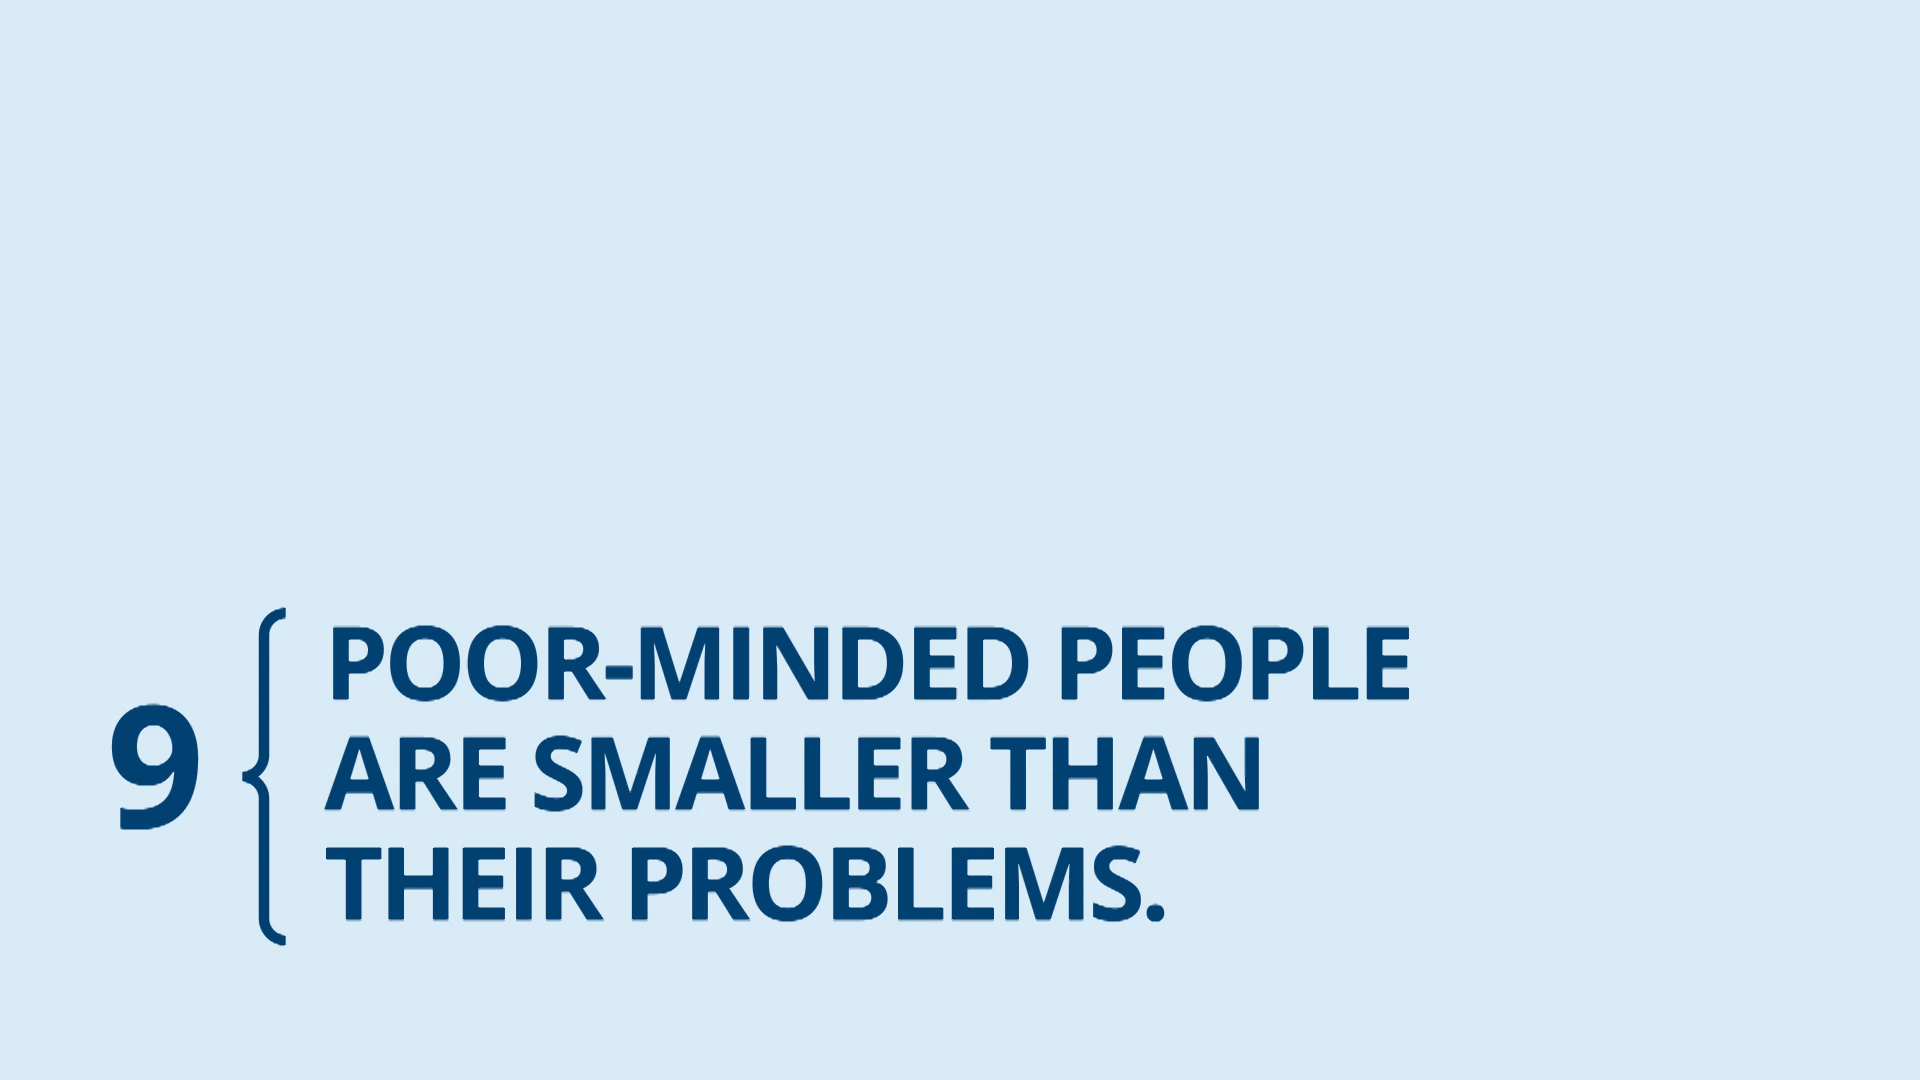 9
POOR-MINDED PEOPLE
ARE SMALLER THAN
THEIR PROBLEMS.